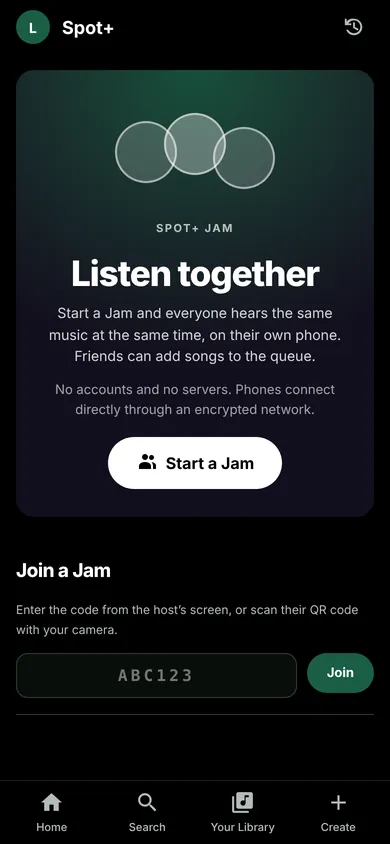 L
Spot+
SPOT+ JAM
Listen together
Start a Jam and everyone hears the same
music at the same time, on their own phone.
Friends can add songs to the queue.
No accounts and no servers. Phones connect
directly through an encrypted network.
Start a Jam
Join a Jam
Enter the code from the host’s screen, or scan their QR code
with your camera.
ABC123
Join
Home
Search
Your Library
Create